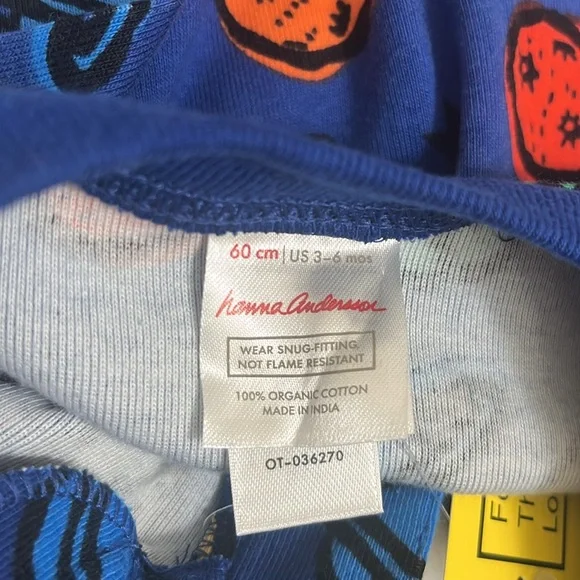 60 cm | US 3–6 mos
hanna Andersson
WEAR SNUG-FITTING,
NOT FLAME RESISTANT
100% ORGANIC COTTON
MADE IN INDIA
OT-036270